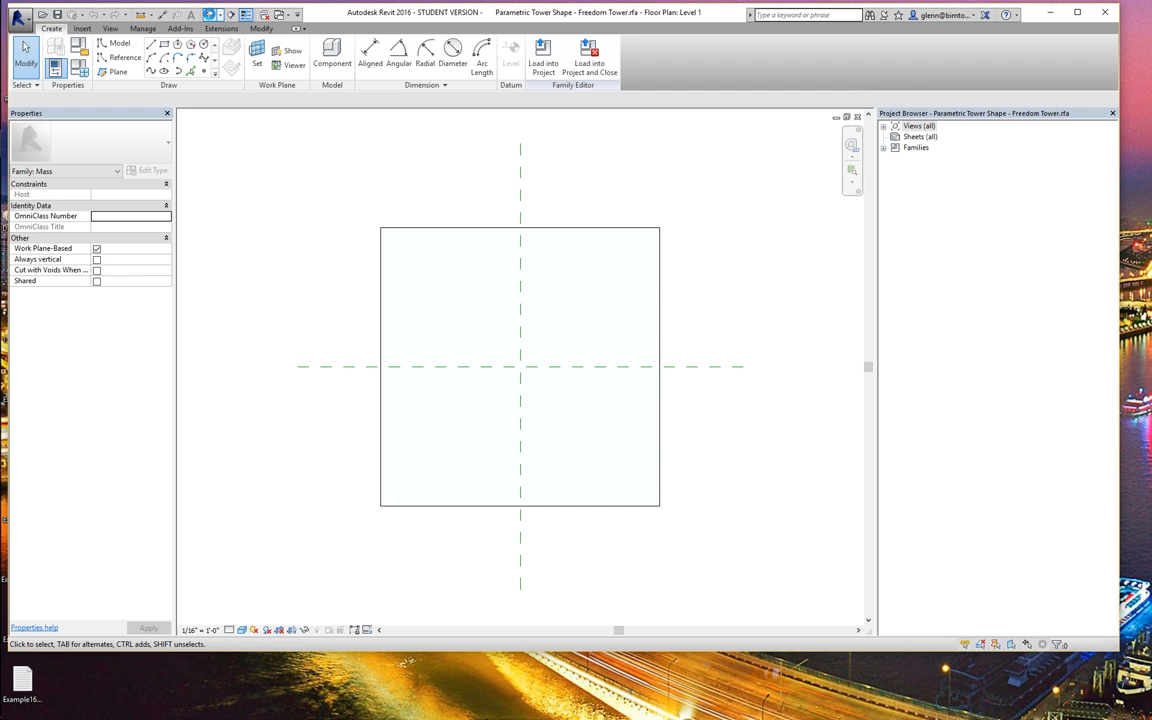 Autodesk Revit 2016 - STUDENT VERSION - Parametric Tower Shape - Freedom Tower.rfa - Floor Plan: Level 1
Type a keyword or phrase
glenn@bimto...
Create Insert View Manage Add-Ins Extensions Modify
Modify
Model
Reference
Plane
Set
Show
Viewer
Component
Aligned Angular Radial Diameter Arc Length
Level
Load into Project
Load into Project and Close
Select Properties Draw Work Plane Model Dimension Datum Family Editor
Properties
Family: Mass
Edit Type
Constraints
Host
Identity Data
OmniClass Number
OmniClass Title
Other
Work Plane-Based
Always vertical
Cut with Voids When ...
Shared
Properties help
Apply
Project Browser - Parametric Tower Shape - Freedom Tower.rfa
Views (all)
Sheets (all)
Families
1/16" = 1'-0"
Click to select, TAB for alternates, CTRL adds, SHIFT unselects.
:0
Example16...